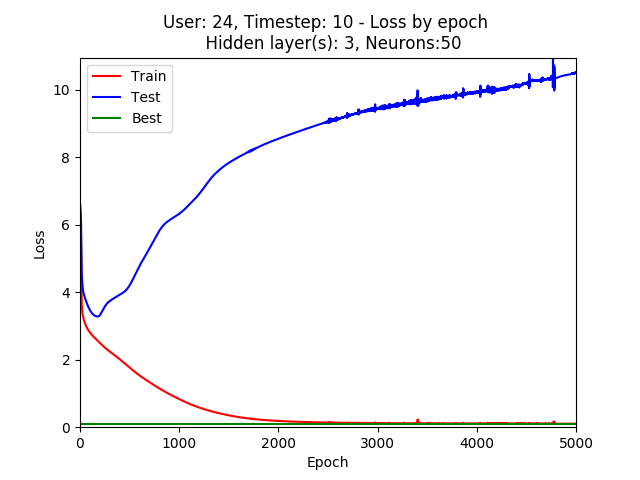 User: 24, Timestep: 10 - Loss by epoch
Hidden layer(s): 3, Neurons:50
Train
Test
Best
Loss
10
8
6
4
2
0
0 1000 2000 3000 4000 5000
Epoch